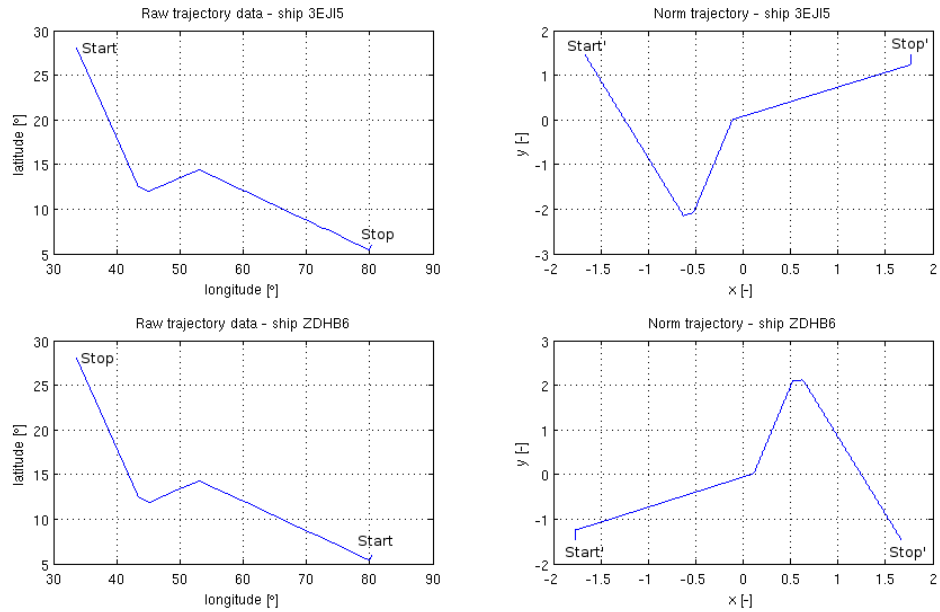 Raw trajectory data - ship 3EJI5
30
25
20
15
10
5
latitude [º]
Start
Stop
30 40 50 60 70 80 90
longitude [º]
Norm trajectory - ship 3EJI5
2
1
0
-1
-2
-3
y [-]
Start'
Stop'
-2 -1.5 -1 -0.5 0 0.5 1 1.5 2
x [-]
Raw trajectory data - ship ZDHB6
30
25
20
15
10
5
latitude [º]
Stop
Start
30 40 50 60 70 80 90
longitude [º]
Norm trajectory - ship ZDHB6
3
2
1
0
-1
-2
y [-]
Start'
Stop'
-2 -1.5 -1 -0.5 0 0.5 1 1.5 2
x [-]